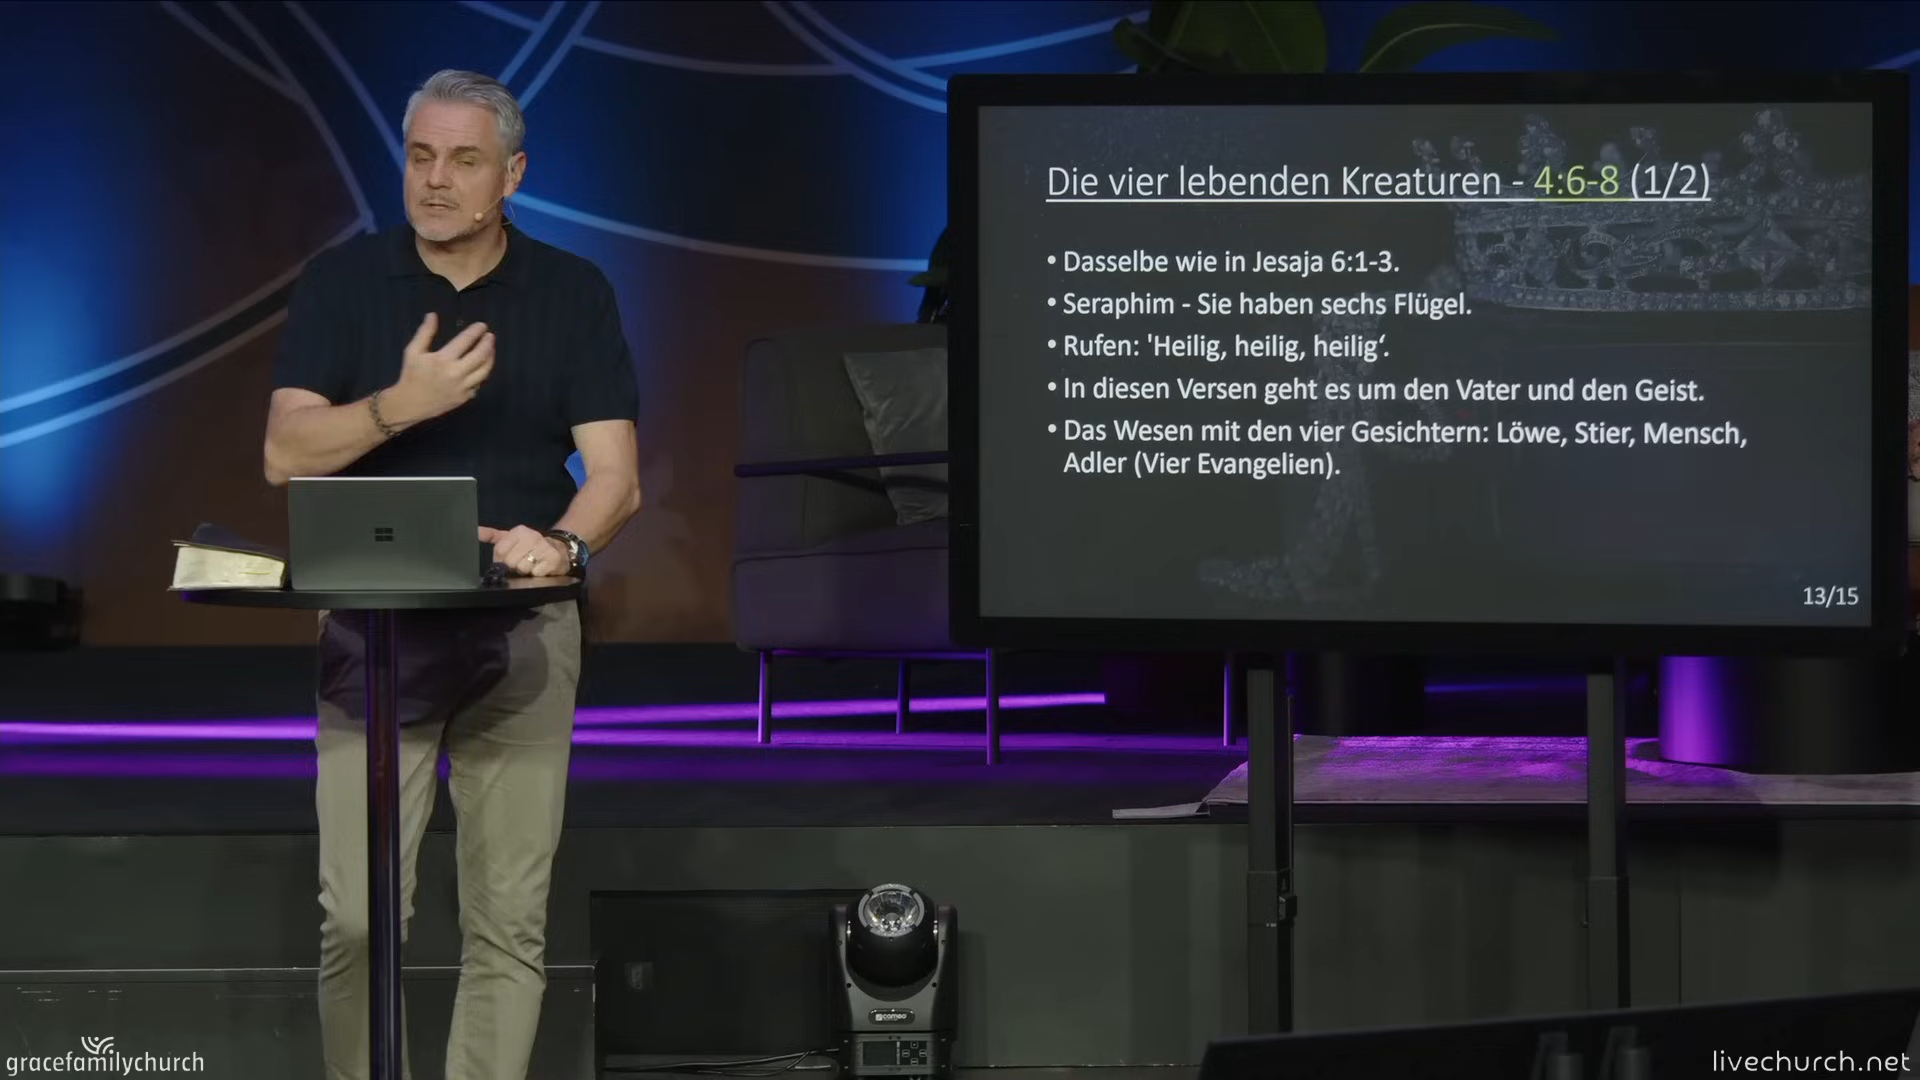 Die vier lebenden Kreaturen - 4:6-8 (1/2)
• Dasselbe wie in Jesaja 6:1-3.
• Seraphim - Sie haben sechs Flügel.
• Rufen: 'Heilig, heilig, heilig‘.
• In diesen Versen geht es um den Vater und den Geist.
• Das Wesen mit den vier Gesichtern: Löwe, Stier, Mensch,
Adler (Vier Evangelien).
13/15
cameo
gracefamilychurch
livechurch.net